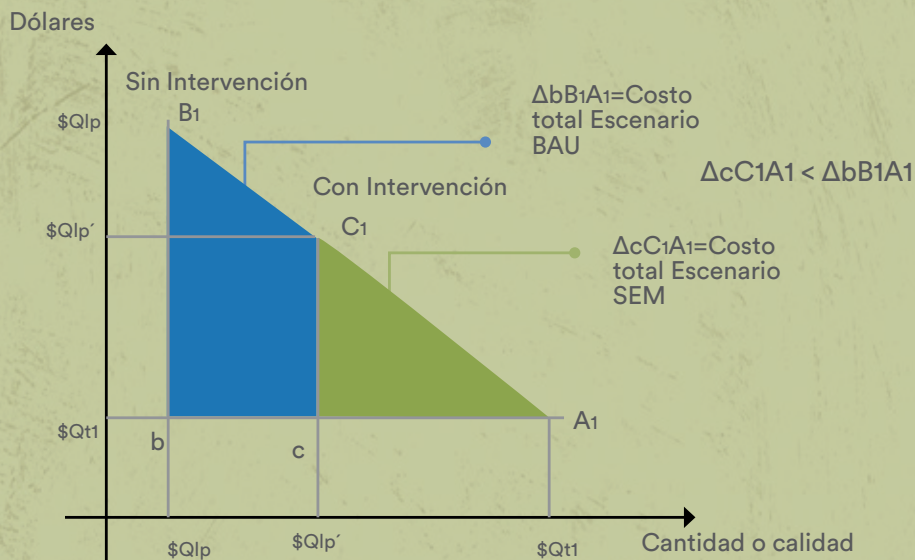 Dólares
Sin Intervención
$Qlp
B1
ΔbB1A1=Costo
total Escenario
BAU
ΔcC1A1 < ΔbB1A1
Con Intervención
$Qlp´
C1
ΔcC1A1=Costo
total Escenario
SEM
$Qt1
A1
b
c
$Qlp
$Qlp´
$Qt1
Cantidad o calidad